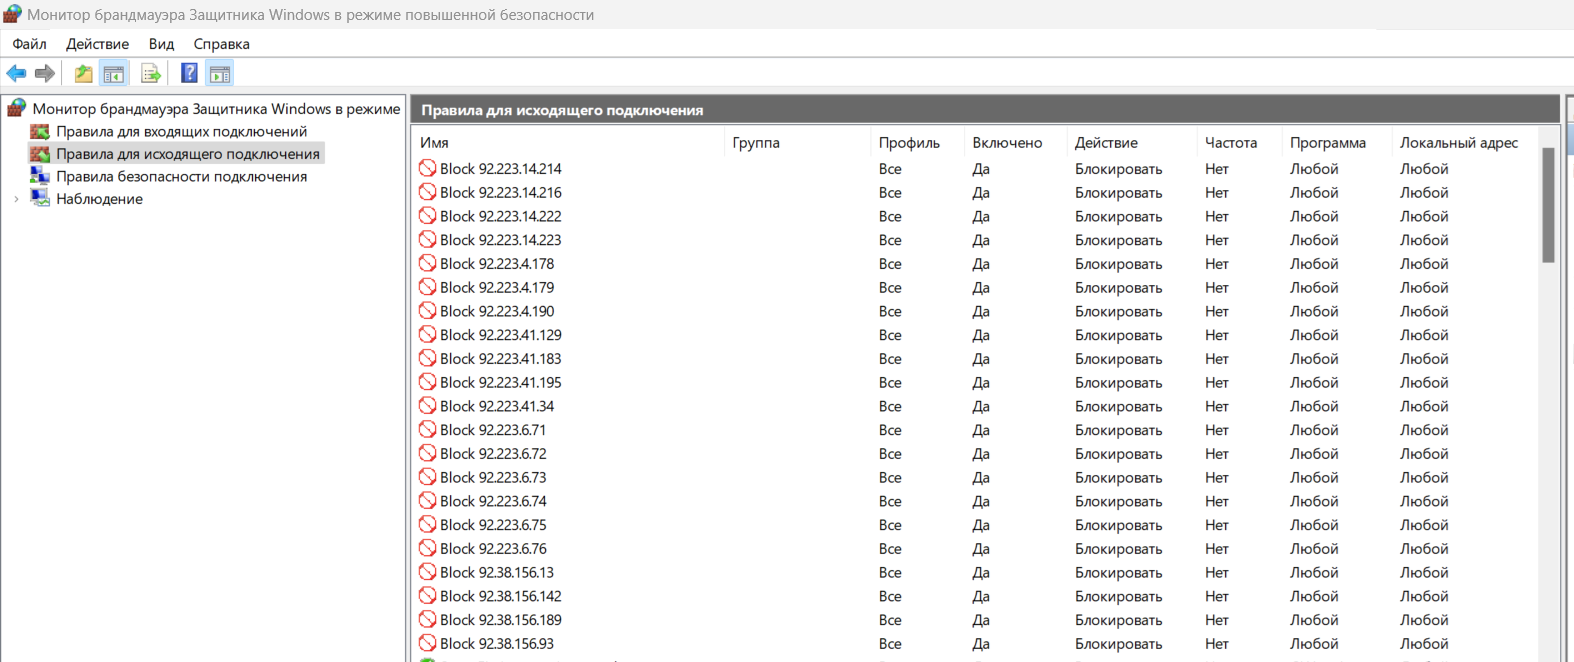 Монитор брандмауэра Защитника Windows в режиме повышенной безопасности
Файл Действие Вид Справка
Монитор брандмауэра Защитника Windows в режиме
Правила для входящих подключений
Правила для исходящего подключения
Правила безопасности подключения
Наблюдение
Правила для исходящего подключения
Имя Группа Профиль Включено Действие Частота Программа Локальный адрес
Block 92.223.14.214 Все Да Блокировать Нет Любой Любой
Block 92.223.14.216 Все Да Блокировать Нет Любой Любой
Block 92.223.14.222 Все Да Блокировать Нет Любой Любой
Block 92.223.14.223 Все Да Блокировать Нет Любой Любой
Block 92.223.4.178 Все Да Блокировать Нет Любой Любой
Block 92.223.4.179 Все Да Блокировать Нет Любой Любой
Block 92.223.4.190 Все Да Блокировать Нет Любой Любой
Block 92.223.41.129 Все Да Блокировать Нет Любой Любой
Block 92.223.41.183 Все Да Блокировать Нет Любой Любой
Block 92.223.41.195 Все Да Блокировать Нет Любой Любой
Block 92.223.41.34 Все Да Блокировать Нет Любой Любой
Block 92.223.6.71 Все Да Блокировать Нет Любой Любой
Block 92.223.6.72 Все Да Блокировать Нет Любой Любой
Block 92.223.6.73 Все Да Блокировать Нет Любой Любой
Block 92.223.6.74 Все Да Блокировать Нет Любой Любой
Block 92.223.6.75 Все Да Блокировать Нет Любой Любой
Block 92.223.6.76 Все Да Блокировать Нет Любой Любой
Block 92.38.156.13 Все Да Блокировать Нет Любой Любой
Block 92.38.156.142 Все Да Блокировать Нет Любой Любой
Block 92.38.156.189 Все Да Блокировать Нет Любой Любой
Block 92.38.156.93 Все Да Блокировать Нет Любой Любой